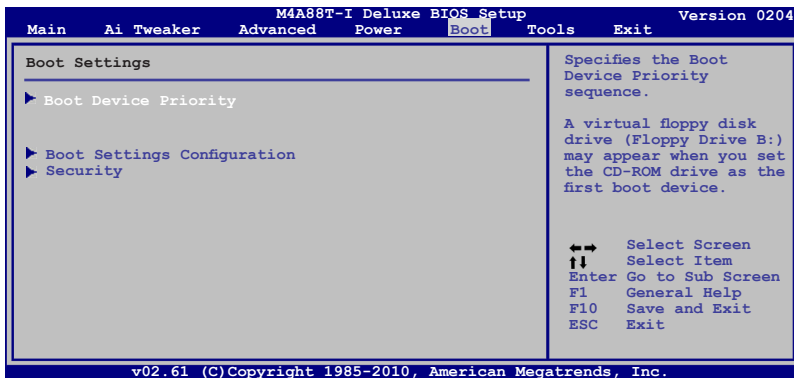 M4A88T-I Deluxe BIOS Setup Version 0204
Main Ai Tweaker Advanced Power Boot Tools Exit
Boot Settings
Boot Device Priority
Boot Settings Configuration
Security
Specifies the Boot
Device Priority
sequence.
A virtual floppy disk
drive (Floppy Drive B:)
may appear when you set
the CD-ROM drive as the
first boot device.
←→ Select Screen
↑↓ Select Item
Enter Go to Sub Screen
F1 General Help
F10 Save and Exit
ESC Exit
v02.61 (C)Copyright 1985-2010, American Megatrends, Inc.